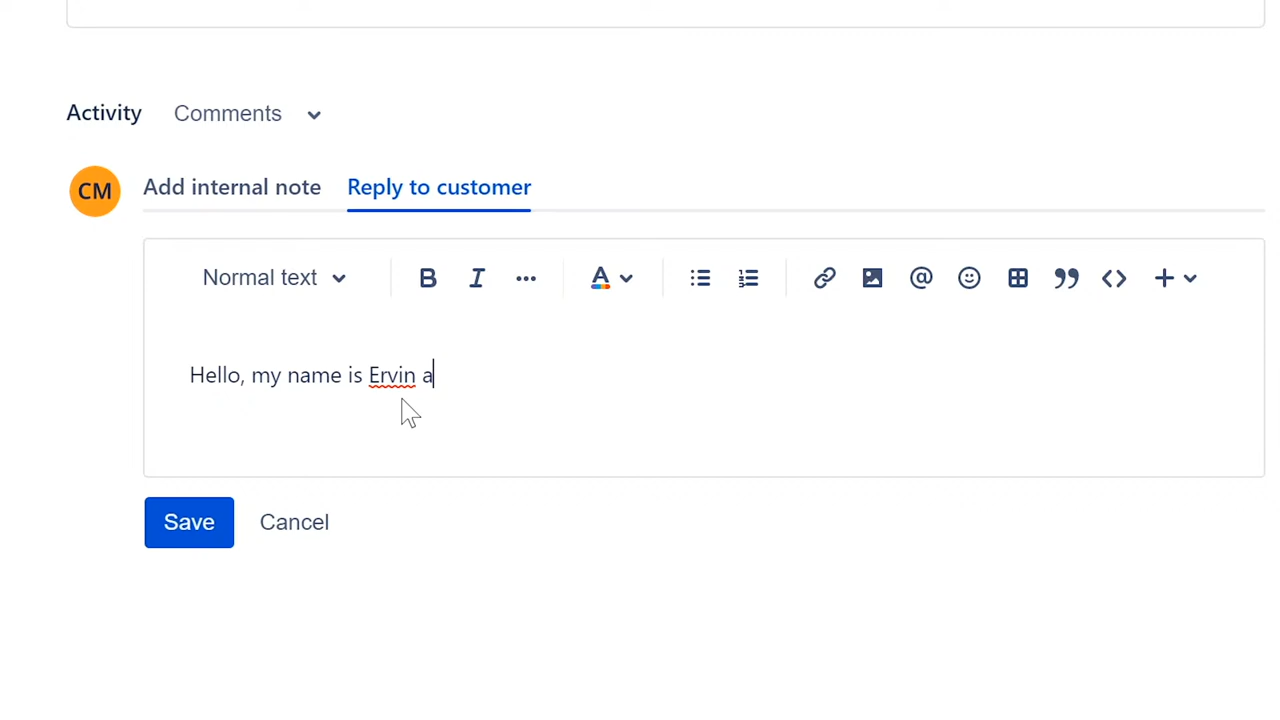 Activity Comments
CM Add internal note Reply to customer
Normal text B I ... A @ <>
Hello, my name is Ervin a
Save Cancel